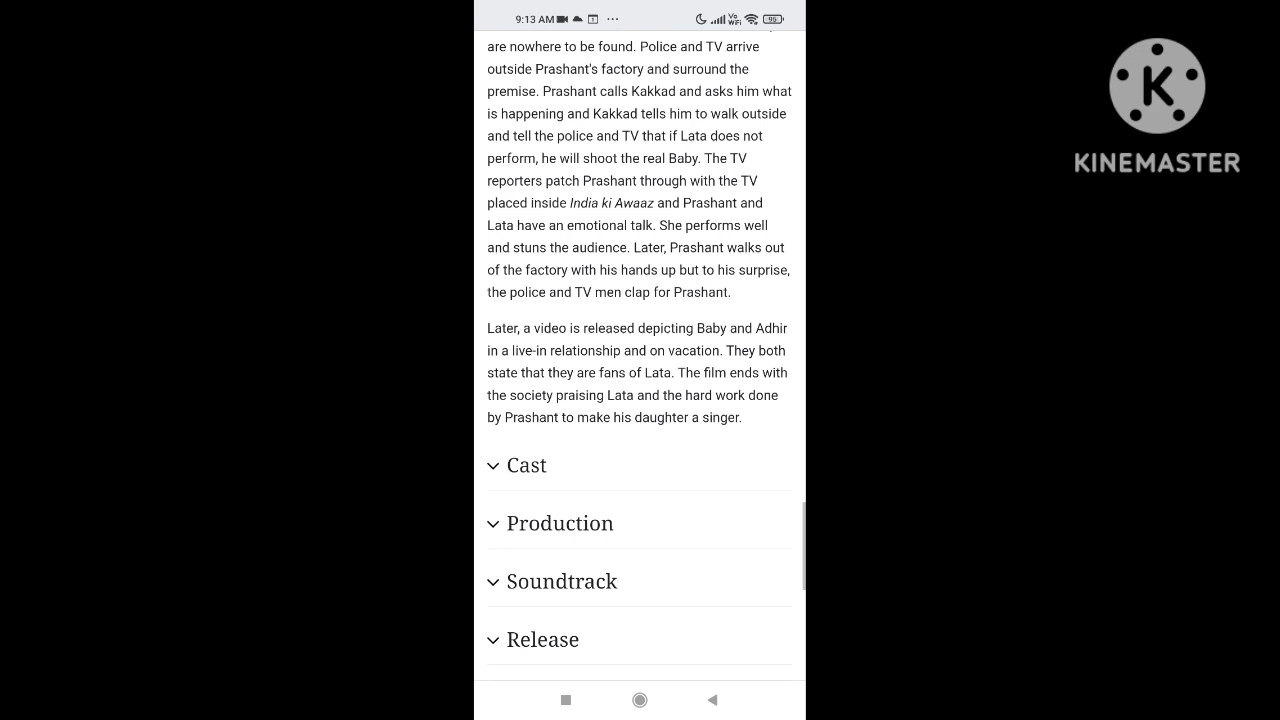 9:13 AM
Vo
WiFi
95
are nowhere to be found. Police and TV arrive
outside Prashant's factory and surround the
premise. Prashant calls Kakkad and asks him what
is happening and Kakkad tells him to walk outside
and tell the police and TV that if Lata does not
perform, he will shoot the real Baby. The TV
reporters patch Prashant through with the TV
placed inside India ki Awaaz and Prashant and
Lata have an emotional talk. She performs well
and stuns the audience. Later, Prashant walks out
of the factory with his hands up but to his surprise,
the police and TV men clap for Prashant.
Later, a video is released depicting Baby and Adhir
in a live-in relationship and on vacation. They both
state that they are fans of Lata. The film ends with
the society praising Lata and the hard work done
by Prashant to make his daughter a singer.
Cast
Production
Soundtrack
Release
K
KINEMASTER